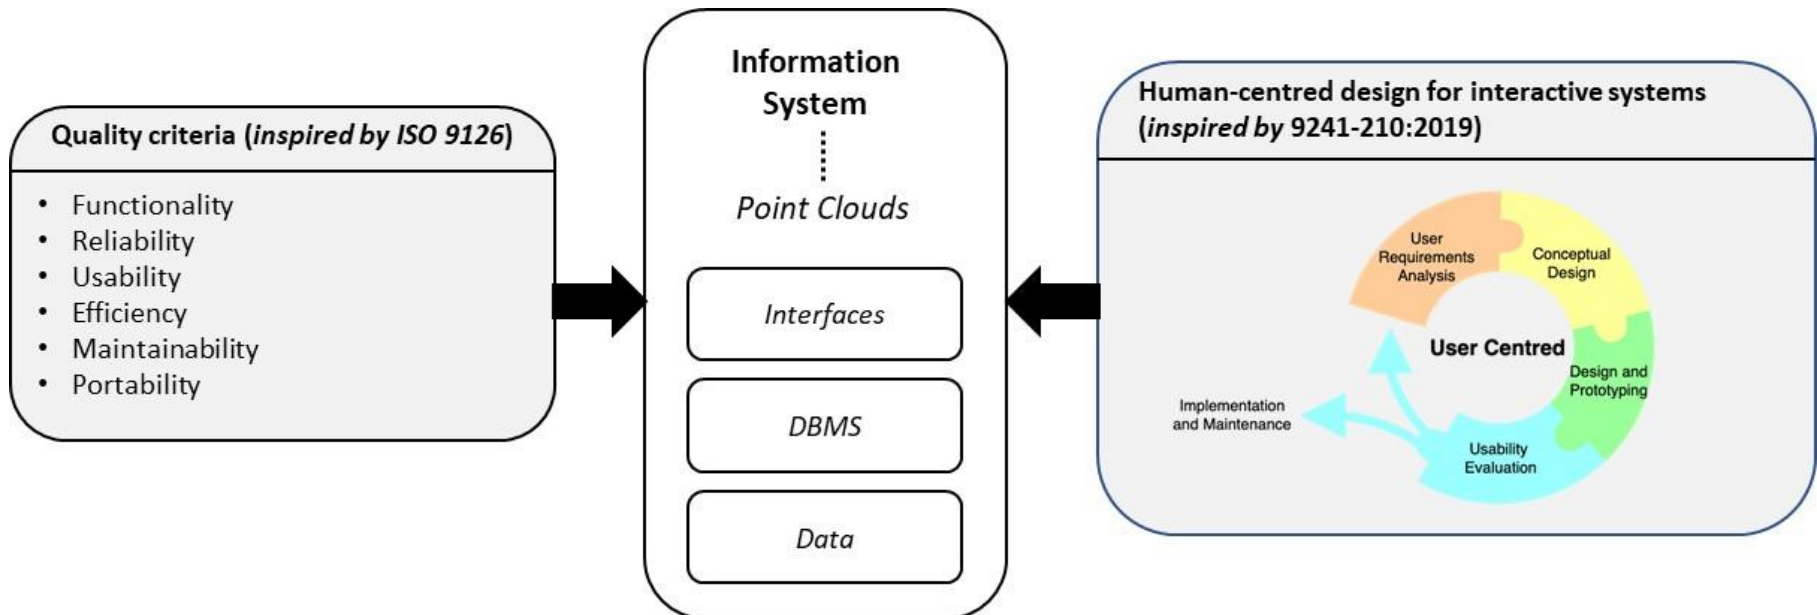 Quality criteria (inspired by ISO 9126)
• Functionality
• Reliability
• Usability
• Efficiency
• Maintainability
• Portability
Information
System
Point Clouds
Interfaces
DBMS
Data
Human-centred design for interactive systems
(inspired by 9241-210:2019)
User
Requirements
Analysis
Conceptual
Design
User Centred
Design and
Prototyping
Usability
Evaluation
Implementation
and Maintenance